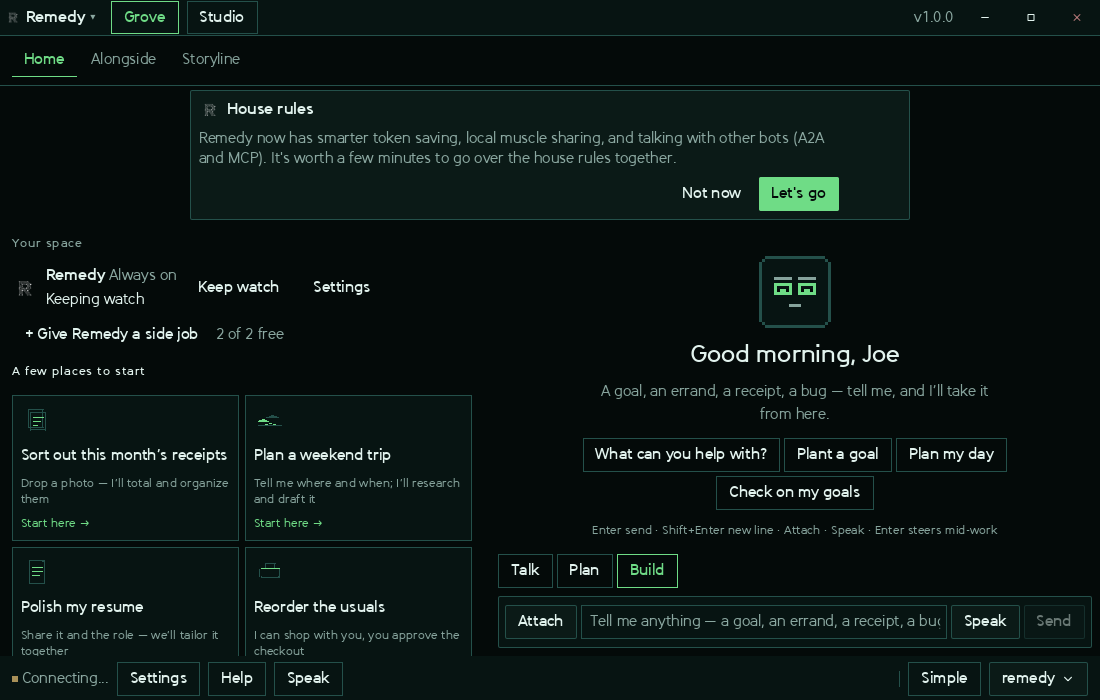 Remedy
Grove
Studio
v1.0.0
Home
Alongside
Storyline
House rules
Remedy now has smarter token saving, local muscle sharing, and talking with other bots (A2A
and MCP). It's worth a few minutes to go over the house rules together.
Not now
Let's go
Your space
Remedy Always on
Keeping watch
Keep watch
Settings
+ Give Remedy a side job
2 of 2 free
A few places to start
Sort out this month's receipts
Drop a photo — I'll total and organize
them
Start here →
Plan a weekend trip
Tell me where and when; I'll research
and draft it
Start here →
Polish my resume
Share it and the role — we'll tailor it
together
Reorder the usuals
I can shop with you, you approve the
checkout
Good morning, Joe
A goal, an errand, a receipt, a bug — tell me, and I'll take it
from here.
What can you help with?
Plant a goal
Plan my day
Check on my goals
Enter send · Shift+Enter new line · Attach · Speak · Enter steers mid-work
Talk
Plan
Build
Attach
Tell me anything — a goal, an errand, a receipt, a bug
Speak
Send
Connecting...
Settings
Help
Speak
Simple
remedy